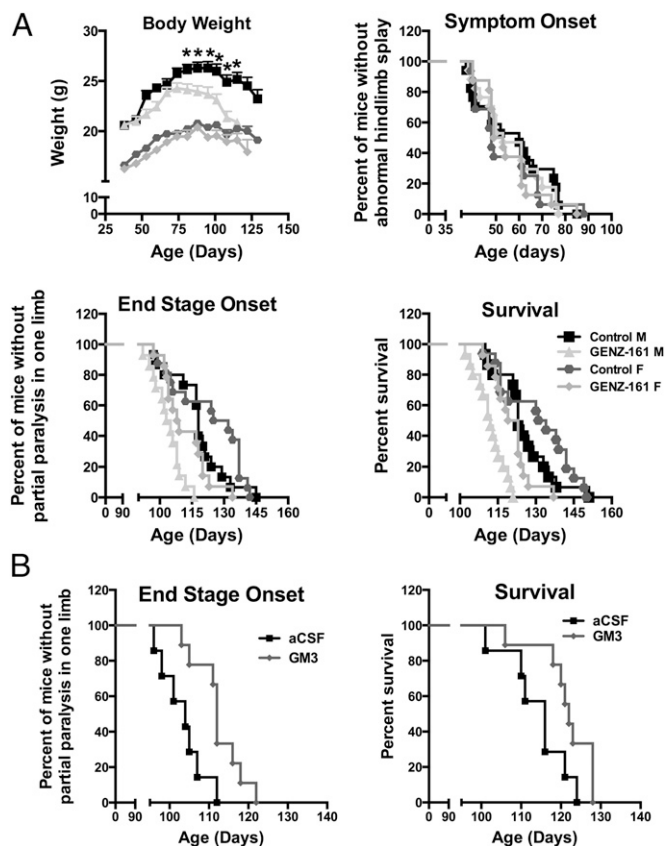 A
Body Weight
Weight (g)
30
25
20
10
0
******
25 50 75 100 125 150
Age (Days)
Symptom Onset
Percent of mice without
abnormal hindlimb splay
120
100
80
60
40
20
0
0 35 50 60 70 80 90 100
Age (days)
End Stage Onset
Percent of mice without
partial paralysis in one limb
120
100
80
60
40
20
0
0 90 100 115 130 145 160
Age (Days)
Survival
Percent survival
120
100
80
60
40
20
0
0 100 115 130 145 160
Age (Days)
Control M
GENZ-161 M
Control F
GENZ-161 F
B
End Stage Onset
Percent of mice without
partial paralysis in one limb
120
100
80
60
40
20
0
0 90 100 110 120 130 140
Age (Days)
aCSF
GM3
Survival
Percent survival
120
100
80
60
40
20
0
0 90 100 110 120 130 140
Age (Days)
aCSF
GM3